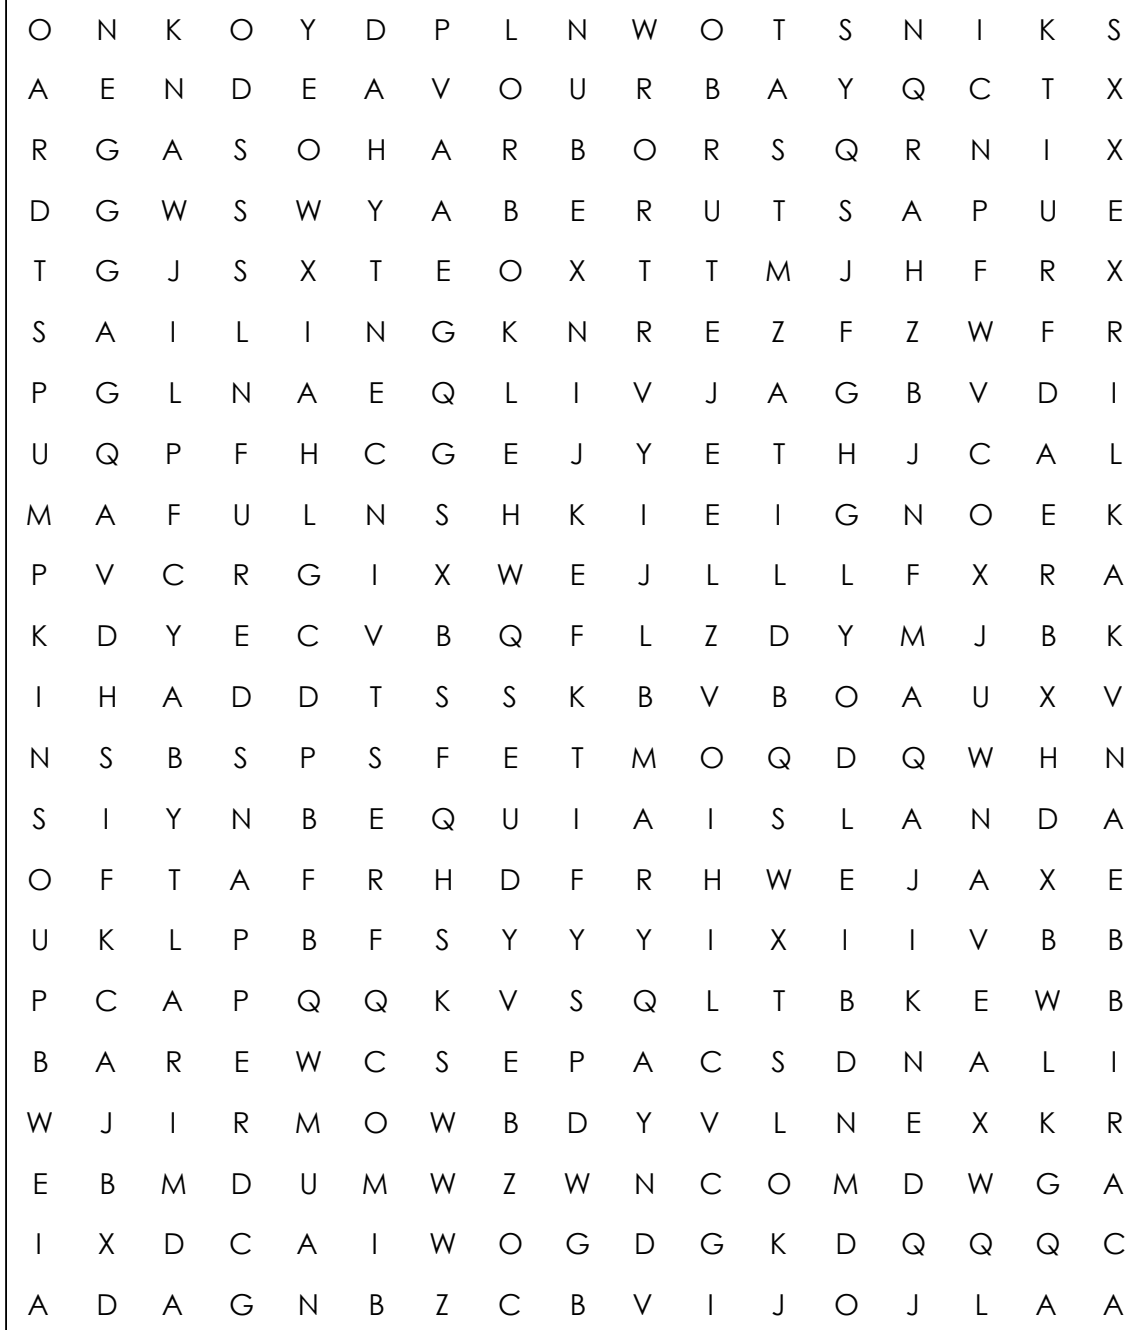 O N K O Y D P L N W O T S N I K S
A E N D E A V O U R B A Y Q C T X
R G A S O H A R B O R S Q R N I X
D G W S W Y A B E R U T S A P U E
T G J S X T E O X T T M J H F R X
S A I L I N G K N R E Z F Z W F R
P G L N A E Q L I V J A G B V D I
U Q P F H C G E J Y E T H J C A L
M A F U L N S H K I E I G N O E K
P V C R G I X W E J L L L F X R A
K D Y E C V B Q F L Z D Y M J B K
I H A D D T S S K B V B O A U X V
N S B S P S F E T M O Q D Q W H N
S I Y N B E Q U I A I S L A N D A
O F T A F R H D F R H W E J A X E
U K L P B F S Y Y Y I X I I V B B
P C A P Q Q K V S Q L T B K E W B
B A R E W C S E P A C S D N A L I
W J I R M O W B D Y V L N E X K R
E B M D U M W Z W N C O M D W G A
I X D C A I W O G D G K D Q Q Q C
A D A G N B Z C B V I J O J L A A